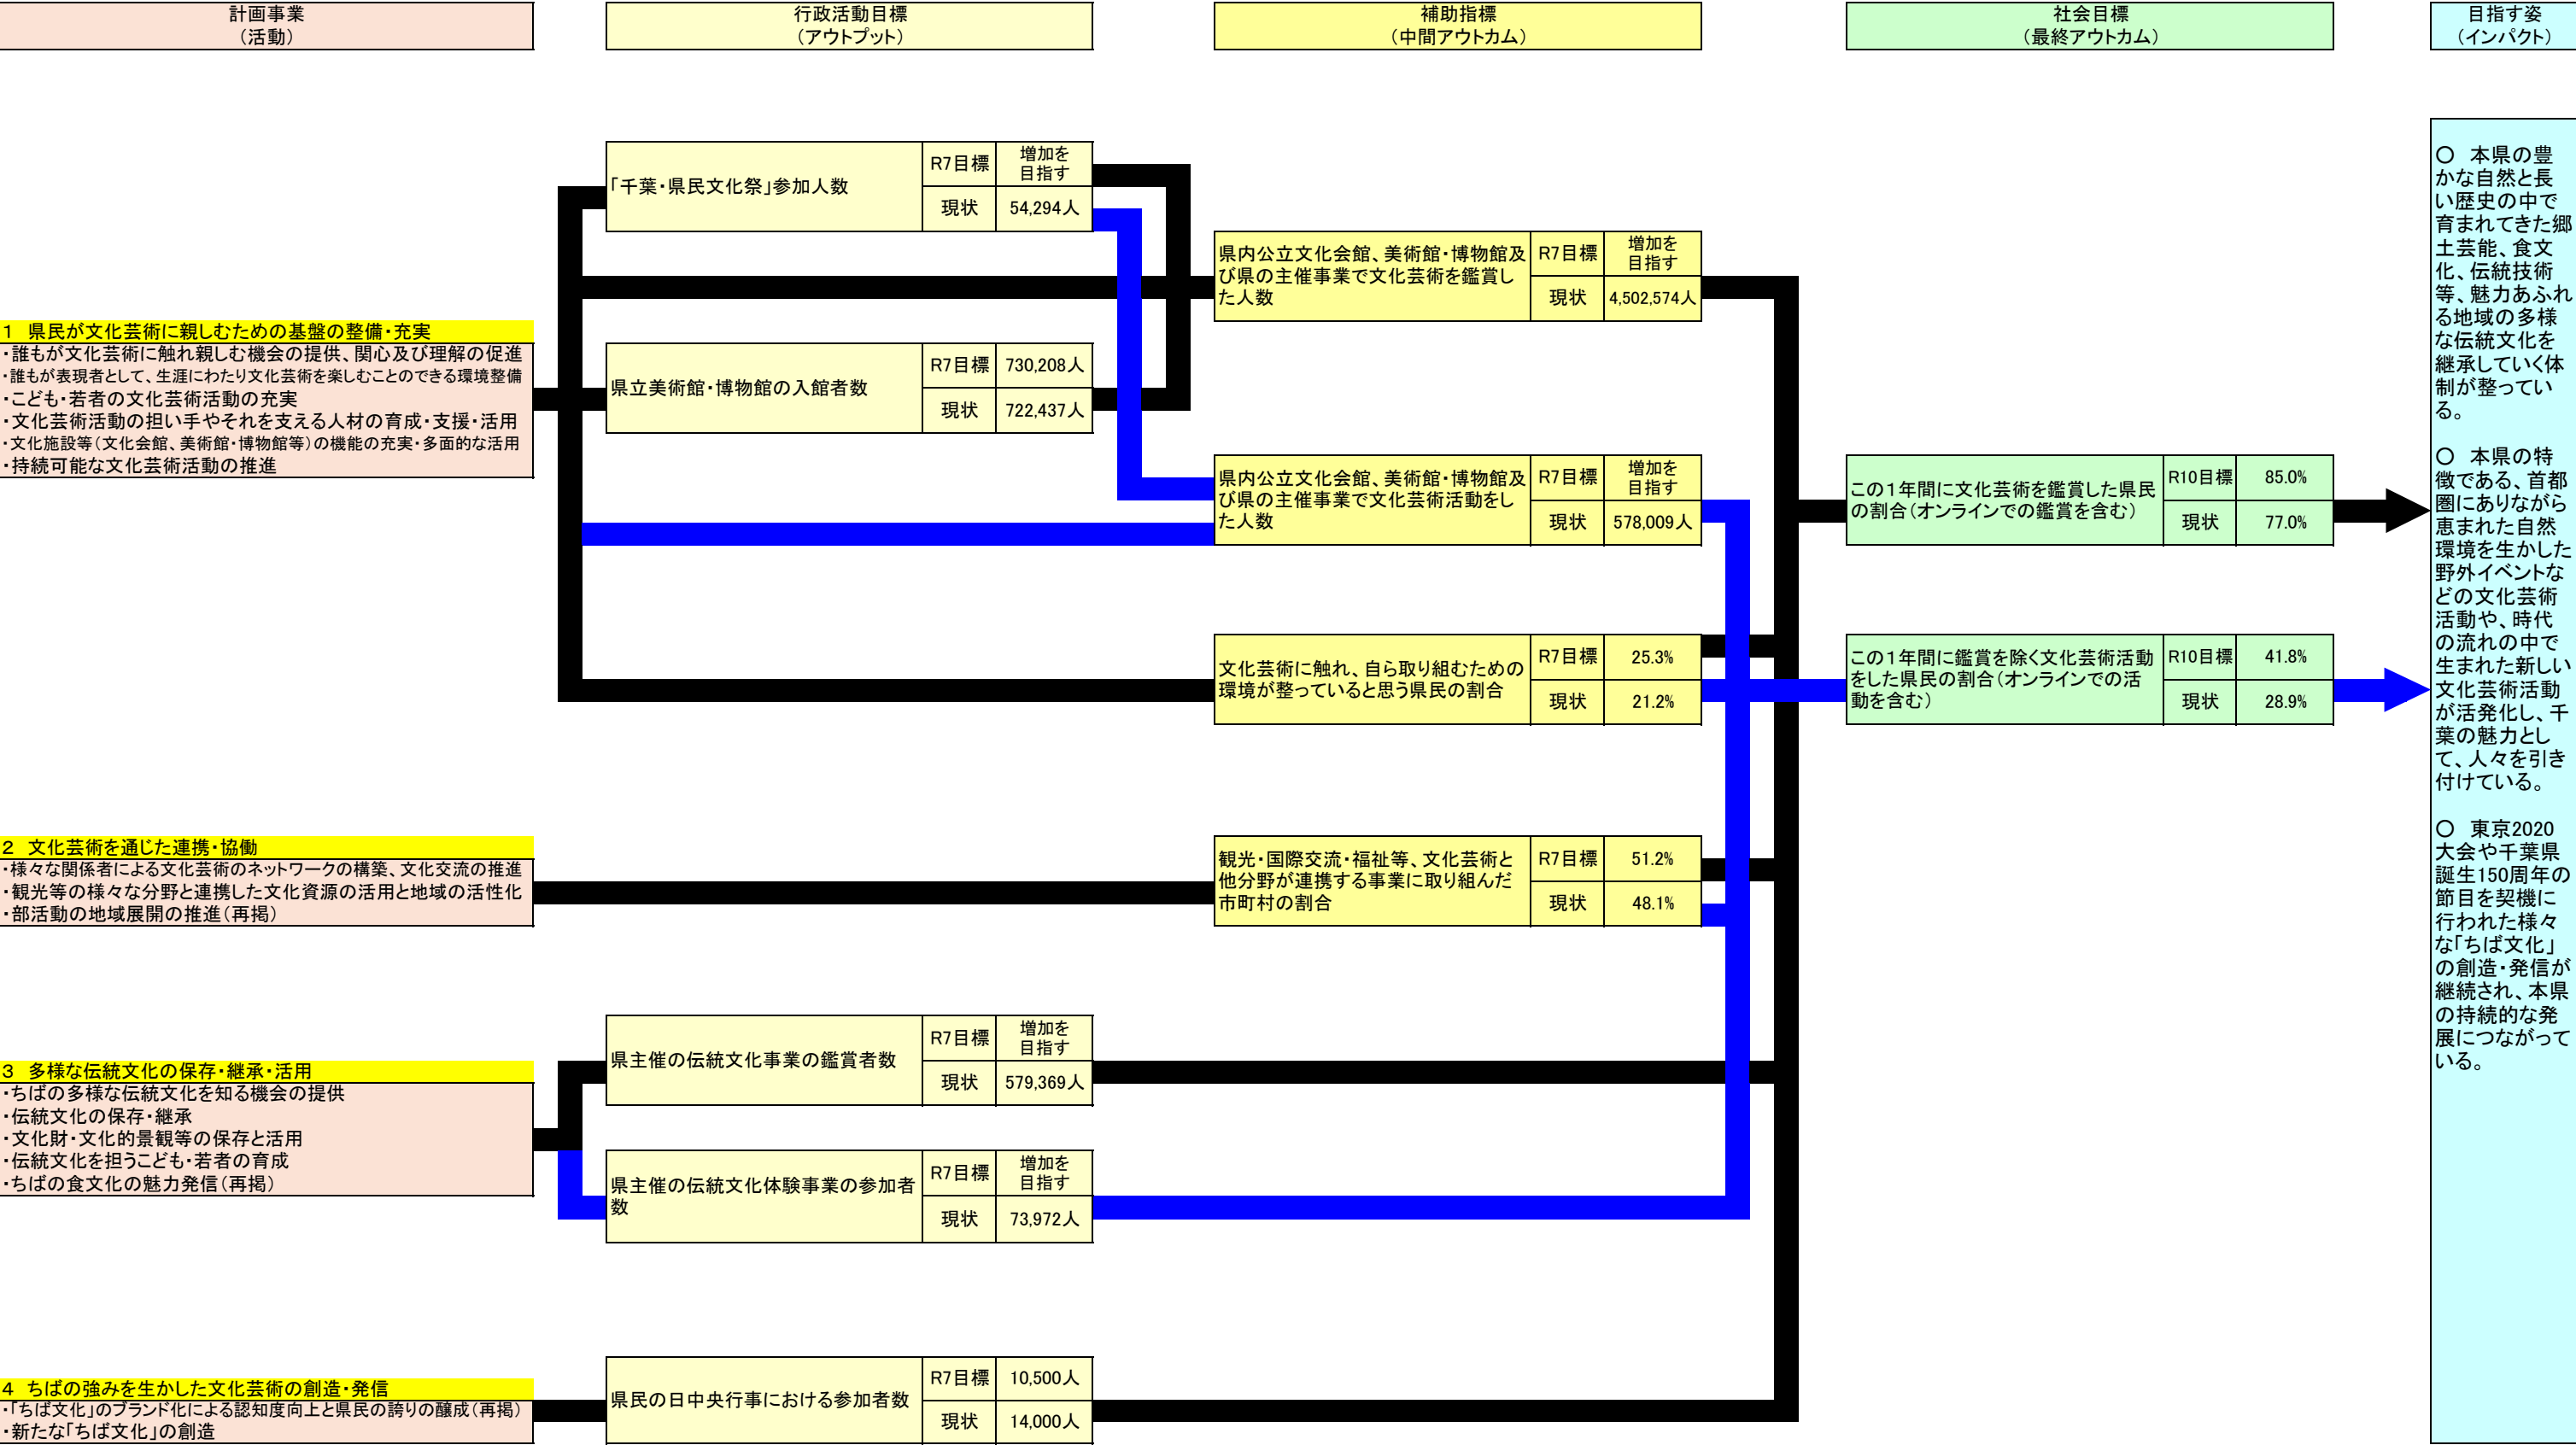 計画事業
（活動）
行政活動目標
（アウトプット）
補助指標
（中間アウトカム）
社会目標
（最終アウトカム）
目指す姿
（インパクト）
1　県民が文化芸術に親しむための基盤の整備・充実
・誰もが文化芸術に触れ親しむ機会の提供、関心及び理解の促進
・誰もが表現者として、生涯にわたり文化芸術を楽しむことのできる環境整備
・こども・若者の文化芸術活動の充実
・文化芸術活動の担い手やそれを支える人材の育成・支援・活用
・文化施設等（文化会館、美術館・博物館等）の機能の充実・多面的な活用
・持続可能な文化芸術活動の推進
2　文化芸術を通じた連携・協働
・様々な関係者による文化芸術のネットワークの構築、文化交流の推進
・観光等の様々な分野と連携した文化資源の活用と地域の活性化
・部活動の地域展開の推進（再掲）
3　多様な伝統文化の保存・継承・活用
・ちばの多様な伝統文化を知る機会の提供
・伝統文化の保存・継承
・文化財・文化的景観等の保存と活用
・伝統文化を担うこども・若者の育成
・ちばの食文化の魅力発信（再掲）
4　ちばの強みを生かした文化芸術の創造・発信
・「ちば文化」のブランド化による認知度向上と県民の誇りの醸成（再掲）
・新たな「ちば文化」の創造
「千葉・県民文化祭」参加人数
R7目標
増加を
目指す
現状
54,294人
県立美術館・博物館の入館者数
R7目標
730,208人
現状
722,437人
県主催の伝統文化事業の鑑賞者数
R7目標
増加を
目指す
現状
579,369人
県主催の伝統文化体験事業の参加者
数
R7目標
増加を
目指す
現状
73,972人
県民の日中央行事における参加者数
R7目標
10,500人
現状
14,000人
県内公立文化会館、美術館・博物館及
び県の主催事業で文化芸術を鑑賞し
た人数
R7目標
増加を
目指す
現状
4,502,574人
県内公立文化会館、美術館・博物館及
び県の主催事業で文化芸術活動をし
た人数
R7目標
増加を
目指す
現状
578,009人
文化芸術に触れ、自ら取り組むための
環境が整っていると思う県民の割合
R7目標
25.3%
現状
21.2%
観光・国際交流・福祉等、文化芸術と
他分野が連携する事業に取り組んだ
市町村の割合
R7目標
51.2%
現状
48.1%
この１年間に文化芸術を鑑賞した県民
の割合（オンラインでの鑑賞を含む）
R10目標
85.0%
現状
77.0%
この１年間に鑑賞を除く文化芸術活動
をした県民の割合（オンラインでの活
動を含む）
R10目標
41.8%
現状
28.9%
〇　本県の豊
かな自然と長
い歴史の中で
育まれてきた郷
土芸能、食文
化、伝統技術
等、魅力あふれ
る地域の多様
な伝統文化を
継承していく体
制が整ってい
る。
〇　本県の特
徴である、首都
圏にありながら
恵まれた自然
環境を生かした
野外イベントな
どの文化芸術
活動や、時代
の流れの中で
生まれた新しい
文化芸術活動
が活発化し、千
葉の魅力とし
て、人々を引き
付けている。
〇　東京2020
大会や千葉県
誕生150周年の
節目を契機に
行われた様々
な「ちば文化」
の創造・発信が
継続され、本県
の持続的な発
展につながって
いる。